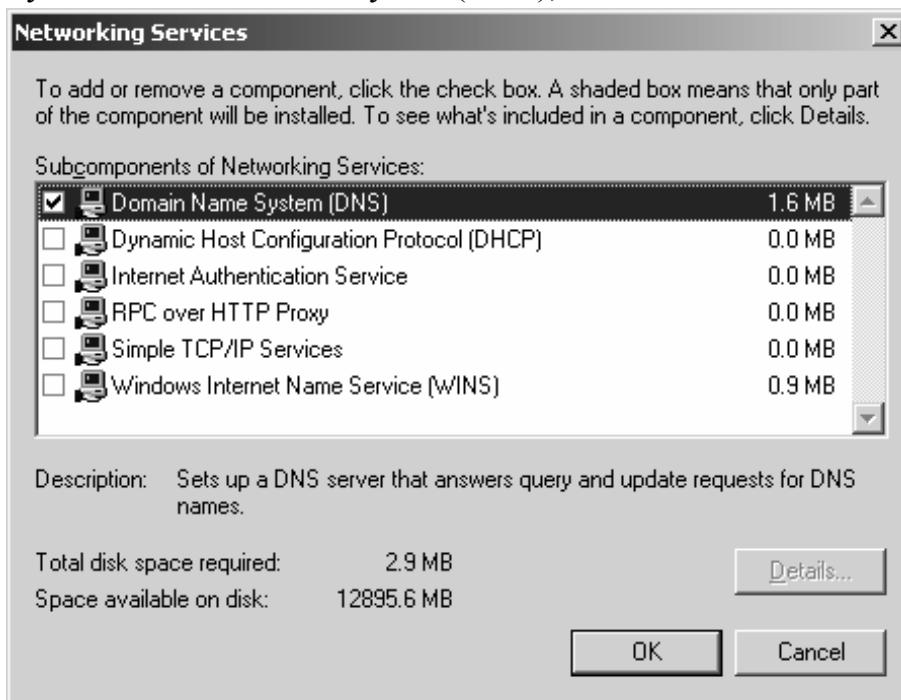 Networking Services
To add or remove a component, click the check box. A shaded box means that only part
of the component will be installed. To see what's included in a component, click Details.
Subcomponents of Networking Services:
Domain Name System (DNS) 1.6 MB
Dynamic Host Configuration Protocol (DHCP) 0.0 MB
Internet Authentication Service 0.0 MB
RPC over HTTP Proxy 0.0 MB
Simple TCP/IP Services 0.0 MB
Windows Internet Name Service (WINS) 0.9 MB
Description: Sets up a DNS server that answers query and update requests for DNS
names.
Total disk space required: 2.9 MB
Details...
Space available on disk: 12895.6 MB
OK Cancel